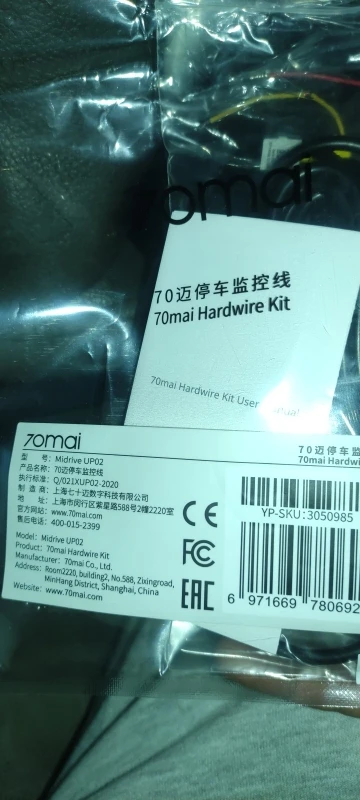 70mai
70迈停车监控线
70mai Hardwire Kit
70mai Hardwire Kit User Manual
70mai
70迈停车监
70mai Hardwi
型 号: Midrive UP02
产品名称: 70迈停车监控线
执行标准: Q/021XUP02-2020
制 造 商: 上海七十迈数字科技有限公司
地 址: 上海市闵行区紫星路588号2幢2220室
官方网站: www.70mai.com
售后电话: 400-015-2399
Model: Midrive UP02
Product: 70mai Hardwire Kit
Manufacturer: 70mai Co., Ltd.
Address: Room2220, building2, No.588, Zixingroad,
MinHang District, Shanghai, China
Website: www.70mai.com
CE
FC
EAC
YP-SKU:3050985
6 971669 780692